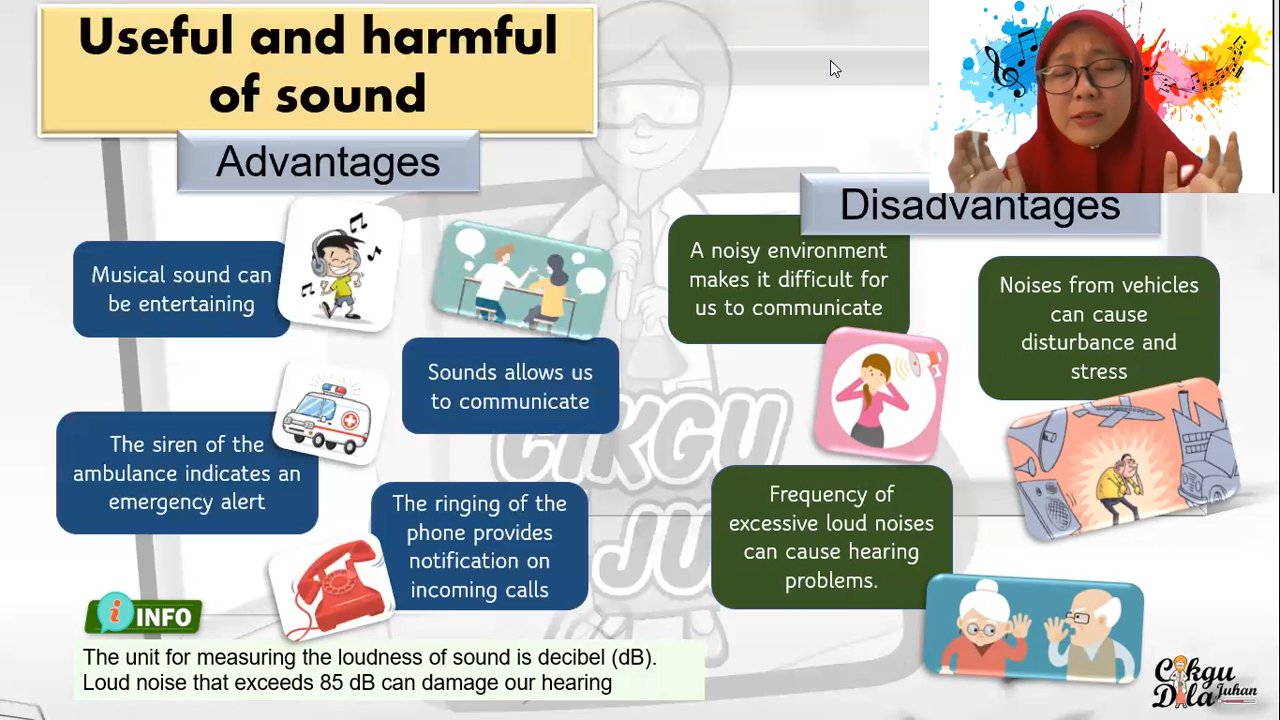 Useful and harmful
of sound
Advantages
Musical sound can
be entertaining
Sounds allows us
to communicate
The siren of the
ambulance indicates an
emergency alert
The ringing of the
phone provides
notification on
incoming calls
Disadvantages
A noisy environment
makes it difficult for
us to communicate
Noises from vehicles
can cause
disturbance and
stress
Frequency of
excessive loud noises
can cause hearing
problems.
CIKGU
JU
i INFO
The unit for measuring the loudness of sound is decibel (dB).
Loud noise that exceeds 85 dB can damage our hearing
Cikgu
Dila Juhan